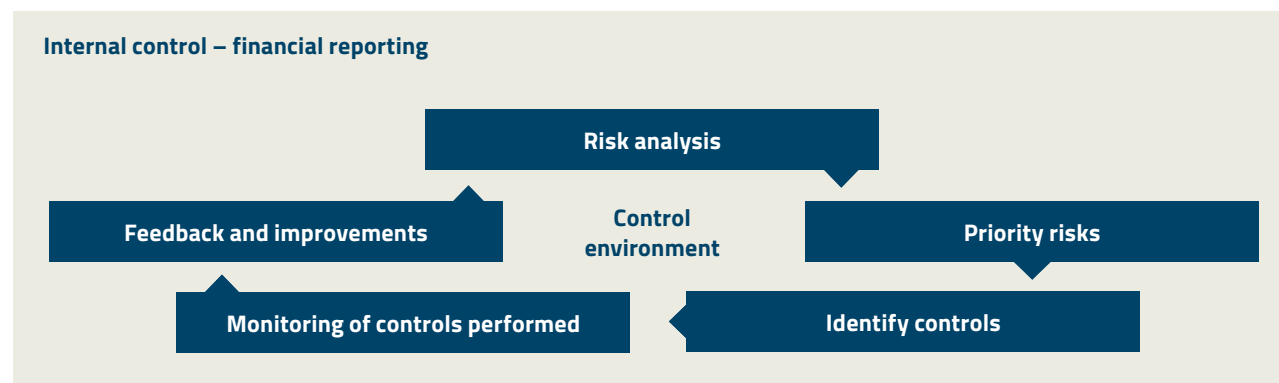 Internal control – financial reporting
Risk analysis
Feedback and improvements
Control
environment
Priority risks
Monitoring of controls performed
Identify controls